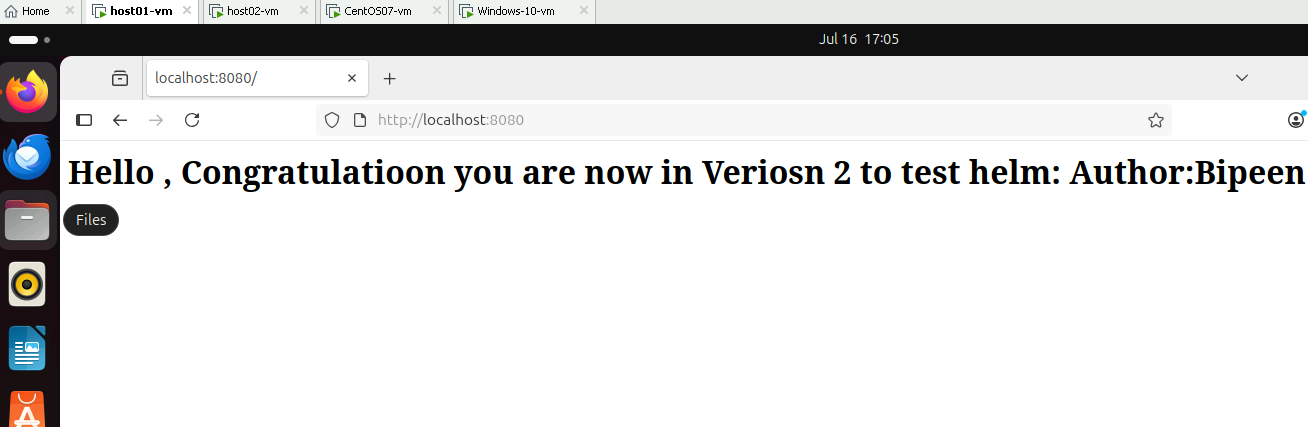 Home host01-vm host02-vm CentOS07-vm Windows-10-vm
Jul 16 17:05
localhost:8080/
http://localhost:8080
Hello , Congratulatioon you are now in Veriosn 2 to test helm: Author:Bipeen
Files